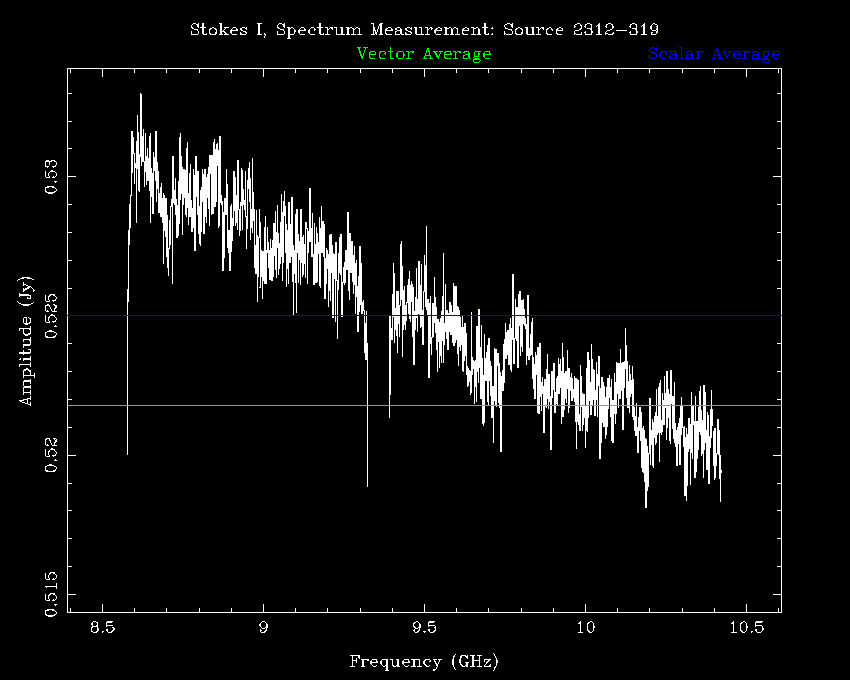 Stokes I, Spectrum Measurement: Source 2312−319
Vector Average Scalar Average
0.53
0.525
0.52
0.515
Amplitude (Jy)
8.5 9 9.5 10 10.5
Frequency (GHz)